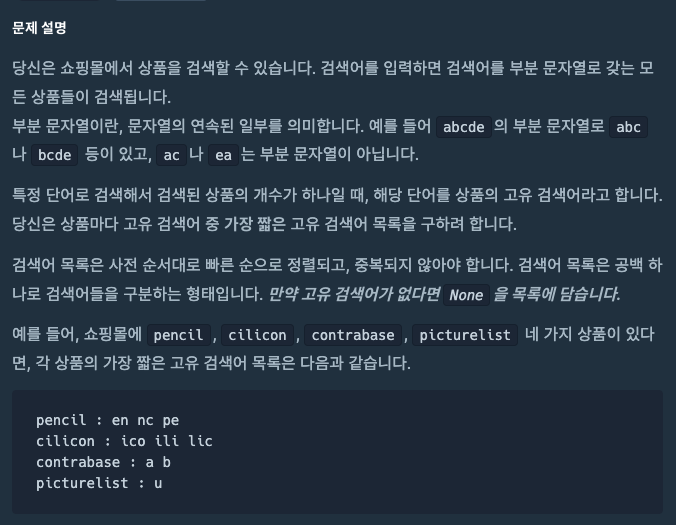 문제 설명
당신은 쇼핑몰에서 상품을 검색할 수 있습니다. 검색어를 입력하면 검색어를 부분 문자열로 갖는 모
든 상품들이 검색됩니다.
부분 문자열이란, 문자열의 연속된 일부를 의미합니다. 예를 들어 abcde 의 부분 문자열로 abc
나 bcde 등이 있고, ac 나 ea 는 부분 문자열이 아닙니다.
특정 단어로 검색해서 검색된 상품의 개수가 하나일 때, 해당 단어를 상품의 고유 검색어라고 합니다.
당신은 상품마다 고유 검색어 중 가장 짧은 고유 검색어 목록을 구하려 합니다.
검색어 목록은 사전 순서대로 빠른 순으로 정렬되고, 중복되지 않아야 합니다. 검색어 목록은 공백 하
나로 검색어들을 구분하는 형태입니다. 만약 고유 검색어가 없다면 None 을 목록에 담습니다.
예를 들어, 쇼핑몰에 pencil , cilicon , contrabase , picturelist 네 가지 상품이 있다
면, 각 상품의 가장 짧은 고유 검색어 목록은 다음과 같습니다.
pencil : en nc pe
cilicon : ico ili lic
contrabase : a b
picturelist : u